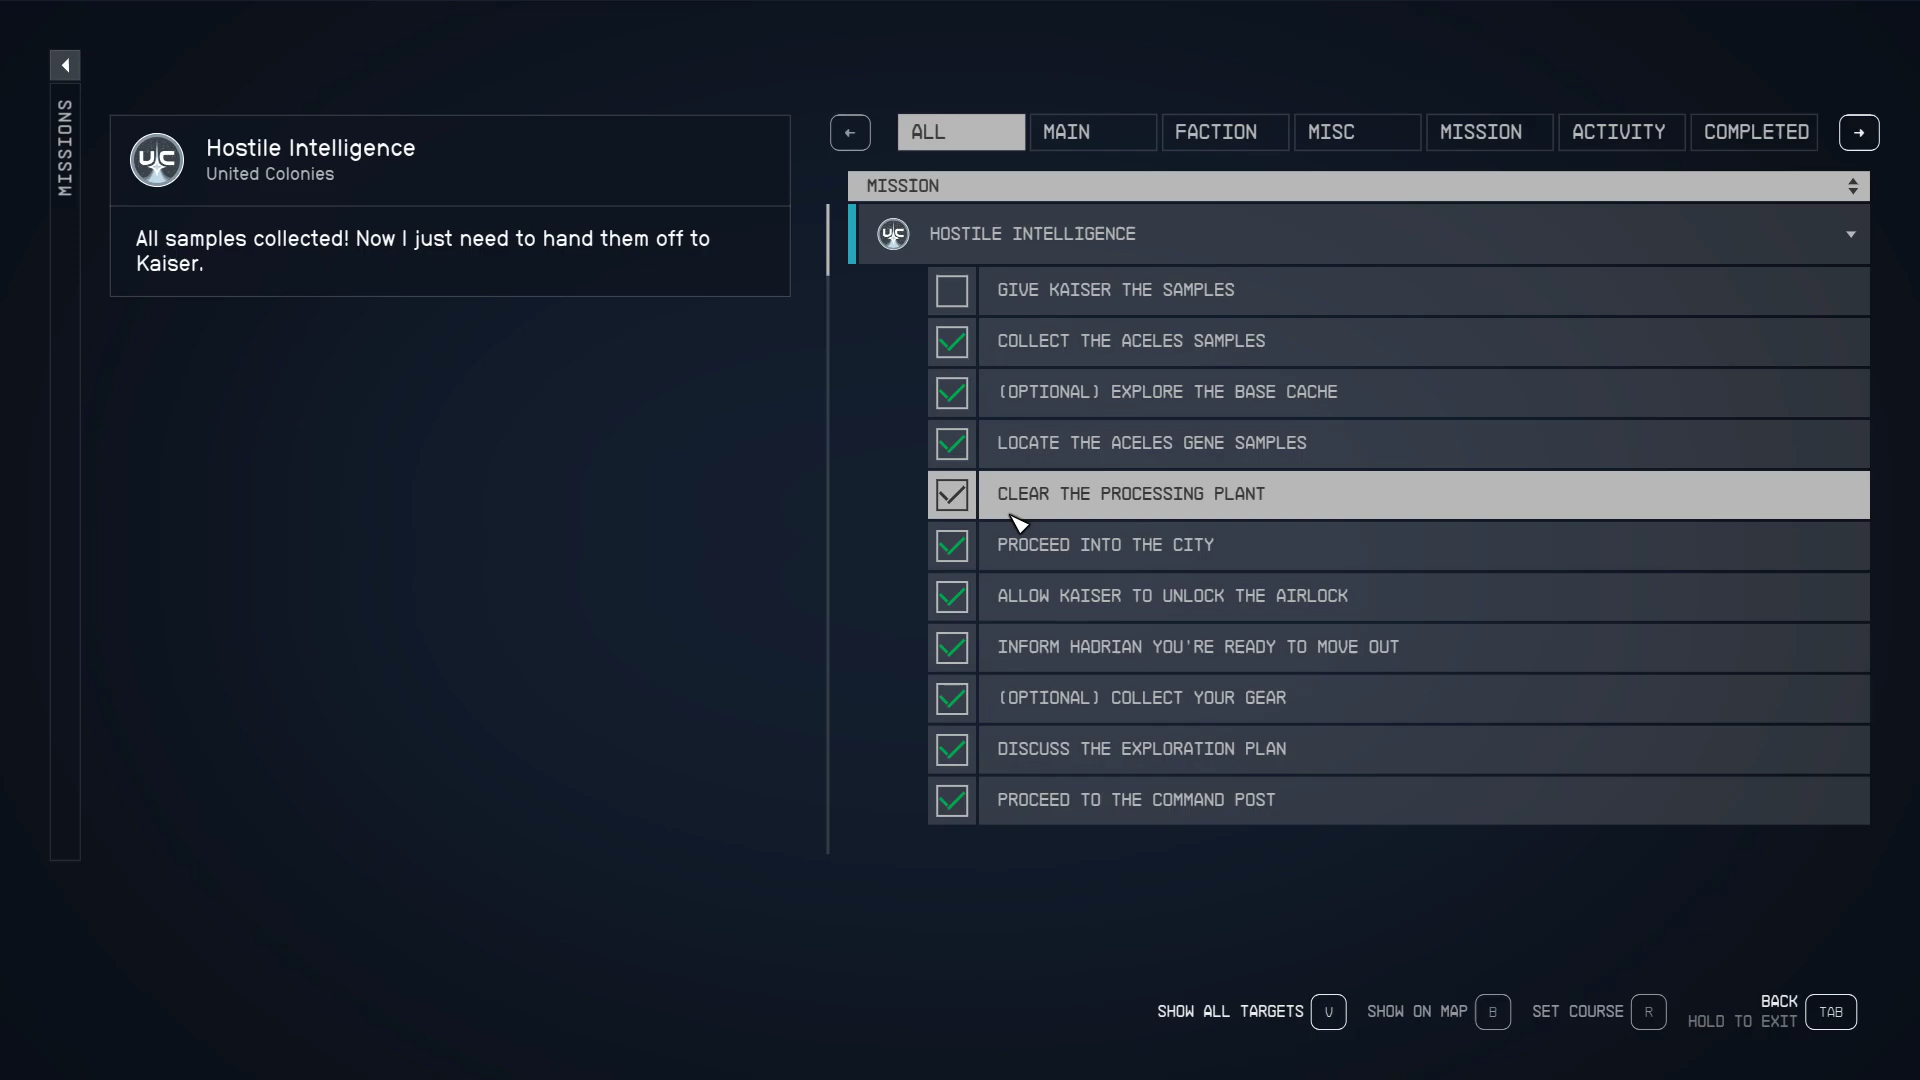 MISSIONS
UC
Hostile Intelligence
United Colonies
All samples collected! Now I just need to hand them off to
Kaiser.
ALL
MAIN
FACTION
MISC
MISSION
ACTIVITY
COMPLETED
MISSION
UC
HOSTILE INTELLIGENCE
GIVE KAISER THE SAMPLES
COLLECT THE ACELES SAMPLES
(OPTIONAL) EXPLORE THE BASE CACHE
LOCATE THE ACELES GENE SAMPLES
CLEAR THE PROCESSING PLANT
PROCEED INTO THE CITY
ALLOW KAISER TO UNLOCK THE AIRLOCK
INFORM HADRIAN YOU'RE READY TO MOVE OUT
(OPTIONAL) COLLECT YOUR GEAR
DISCUSS THE EXPLORATION PLAN
PROCEED TO THE COMMAND POST
SHOW ALL TARGETS V
SHOW ON MAP B
SET COURSE R
BACK
HOLD TO EXIT
TAB